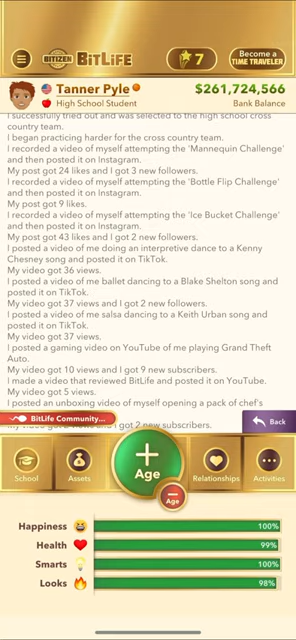 BITIZEN BITLIFE
7
Become a
TIME TRAVELER
Tanner Pyle
$261,724,566
High School Student
Bank Balance
I successfully tried out and was selected to the high school cross
country team.
I began practicing harder for the cross country team.
I recorded a video of myself attempting the 'Mannequin Challenge'
and then posted it on Instagram.
My post got 24 likes and I got 3 new followers.
I recorded a video of myself attempting the 'Bottle Flip Challenge'
and then posted it on Instagram.
My post got 9 likes.
I recorded a video of myself attempting the 'Ice Bucket Challenge'
and then posted it on Instagram.
My post got 43 likes and I got 2 new followers.
I posted a video of me doing an interpretive dance to a Kenny
Chesney song and posted it on TikTok.
My video got 36 views.
I posted a video of me ballet dancing to a Blake Shelton song and
posted it on TikTok.
My video got 37 views and I got 2 new followers.
I posted a video of me salsa dancing to a Keith Urban song and
posted it on TikTok.
My video got 37 views,
I posted a gaming video on YouTube of me playing Grand Theft
Auto.
My video got 10 views and I got 9 new subscribers.
I made a video that reviewed BitLife and posted it on YouTube.
My video got 5 views.
I posted an unboxing video of myself opening a pack of chef's
BitLife Community...
Back
I got 2 new subscribers.
School
Assets
Age
Age
Relationships
Activities
Happiness 100%
Health 99%
Smarts 100%
Looks 98%